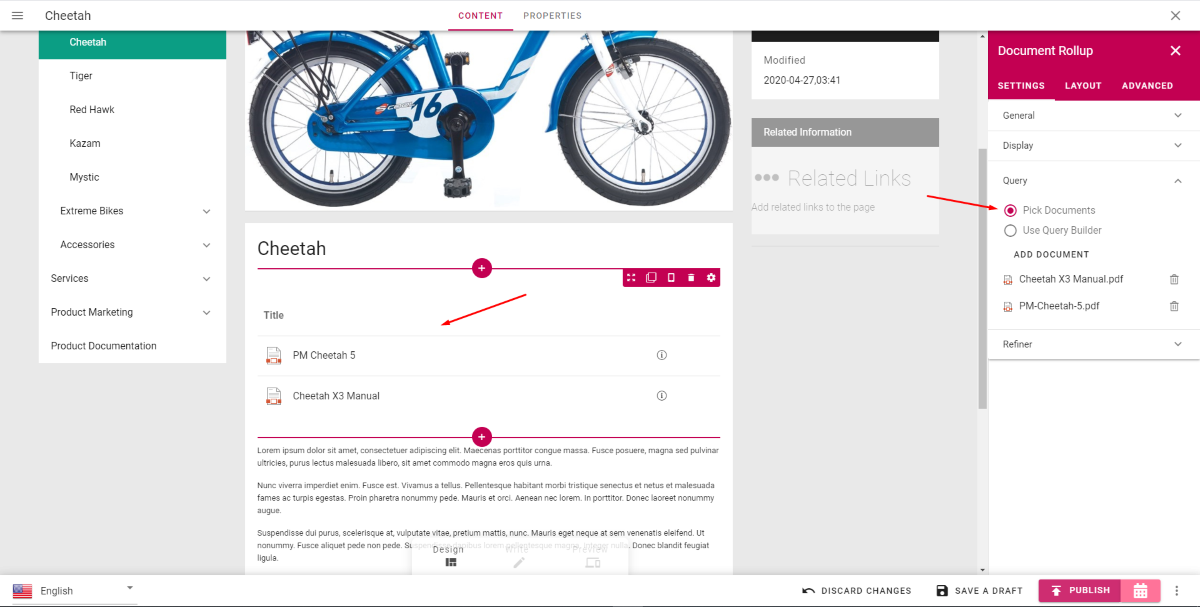 Cheetah
CONTENT
PROPERTIES
Cheetah
Tiger
Red Hawk
Kazam
Mystic
Extreme Bikes
Accessories
Services
Product Marketing
Product Documentation
16
Cheetah
Title
PM Cheetah 5
Cheetah X3 Manual
Lorem ipsum dolor sit amet, consectetuer adipiscing elit. Maecenas porttitor congue massa. Fusce posuere, magna sed pulvinar
ultricies, purus lectus malesuada libero, sit amet commodo magna eros quis urna.
Nunc viverra imperdiet enim. Fusce est. Vivamus a tellus. Pellentesque habitant morbi tristique senectus et netus et malesuada
fames ac turpis egestas. Proin pharetra nonummy pede. Mauris et orci. Aenean nec lorem. In porttitor. Donec laoreet nonummy
augue.
Suspendisse dui purus, scelerisque at, vulputate vitae, pretium mattis, nunc. Mauris eget neque at sem venenatis eleifend. Ut
nonummy. Fusce aliquet pede non pede. Suspendisse dapibus lorem pellentesque magna. Integer nulla. Donec blandit feugiat
ligula.
Design
Write
Preview
Modified
2020-04-27,03:41
Related Information
Related Links
Add related links to the page
Document Rollup
SETTINGS
LAYOUT
ADVANCED
General
Display
Query
Pick Documents
Use Query Builder
ADD DOCUMENT
Cheetah X3 Manual.pdf
PM-Cheetah-5.pdf
Refiner
English
DISCARD CHANGES
SAVE A DRAFT
PUBLISH